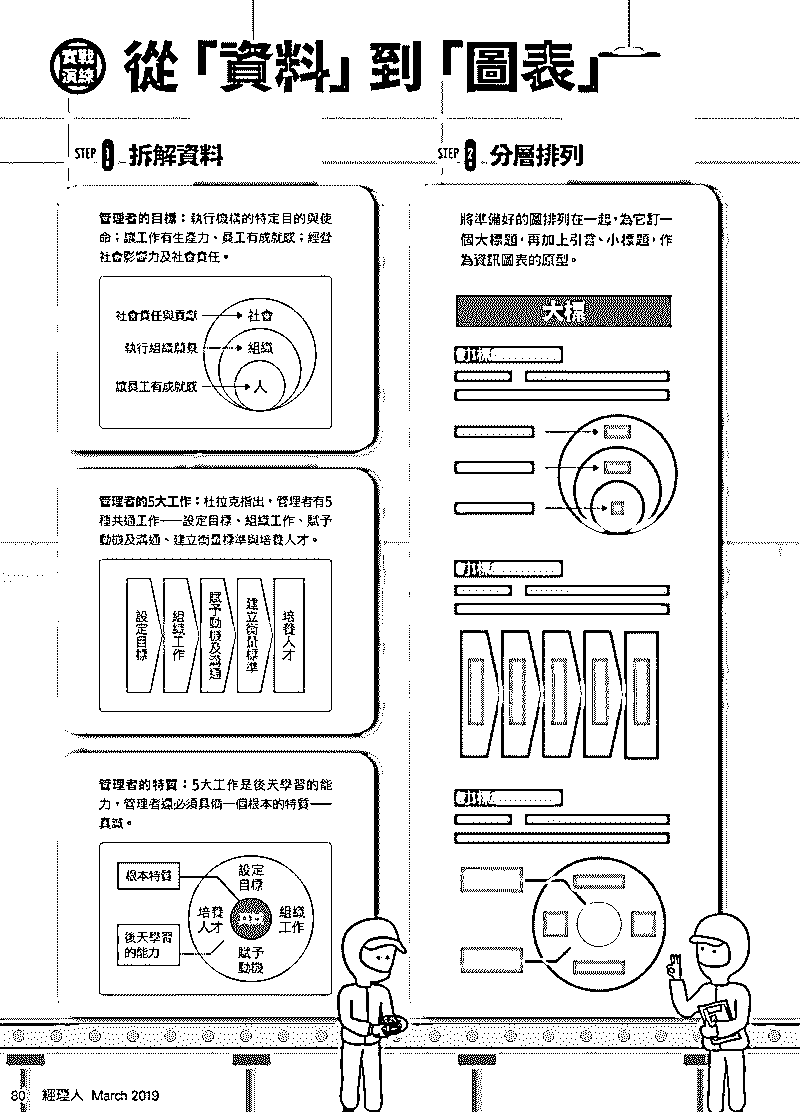 實戰
演練
從「資料」到「圖表」
STEP 1 拆解資料
管理者的目標：執行機構的特定目的與使
命；讓工作有生產力、員工有成就感；經營
社會影響力及社會責任。
社會責任與貢獻
社會
執行組織願景
組織
讓員工有成就感
人
管理者的5大工作：杜拉克指出，管理者有5
種共通工作——設定目標、組織工作、賦予
動機及溝通、建立衡量標準與培養人才。
設定目標
組織工作
賦予動機及溝通
建立衡量標準
培養人才
管理者的特質：5大工作是後天學習的能
力，管理者還必須具備一個根本的特質——
真誠。
根本特質
後天學習
的能力
設定
目標
培養
人才
組織
工作
賦予
動機
STEP 2 分層排列
將準備好的圖排列在一起，為它訂一
個大標題，再加上引言、小標題，作
為資訊圖表的原型。
大標
小標
小標
小標
80 經理人 March 2019